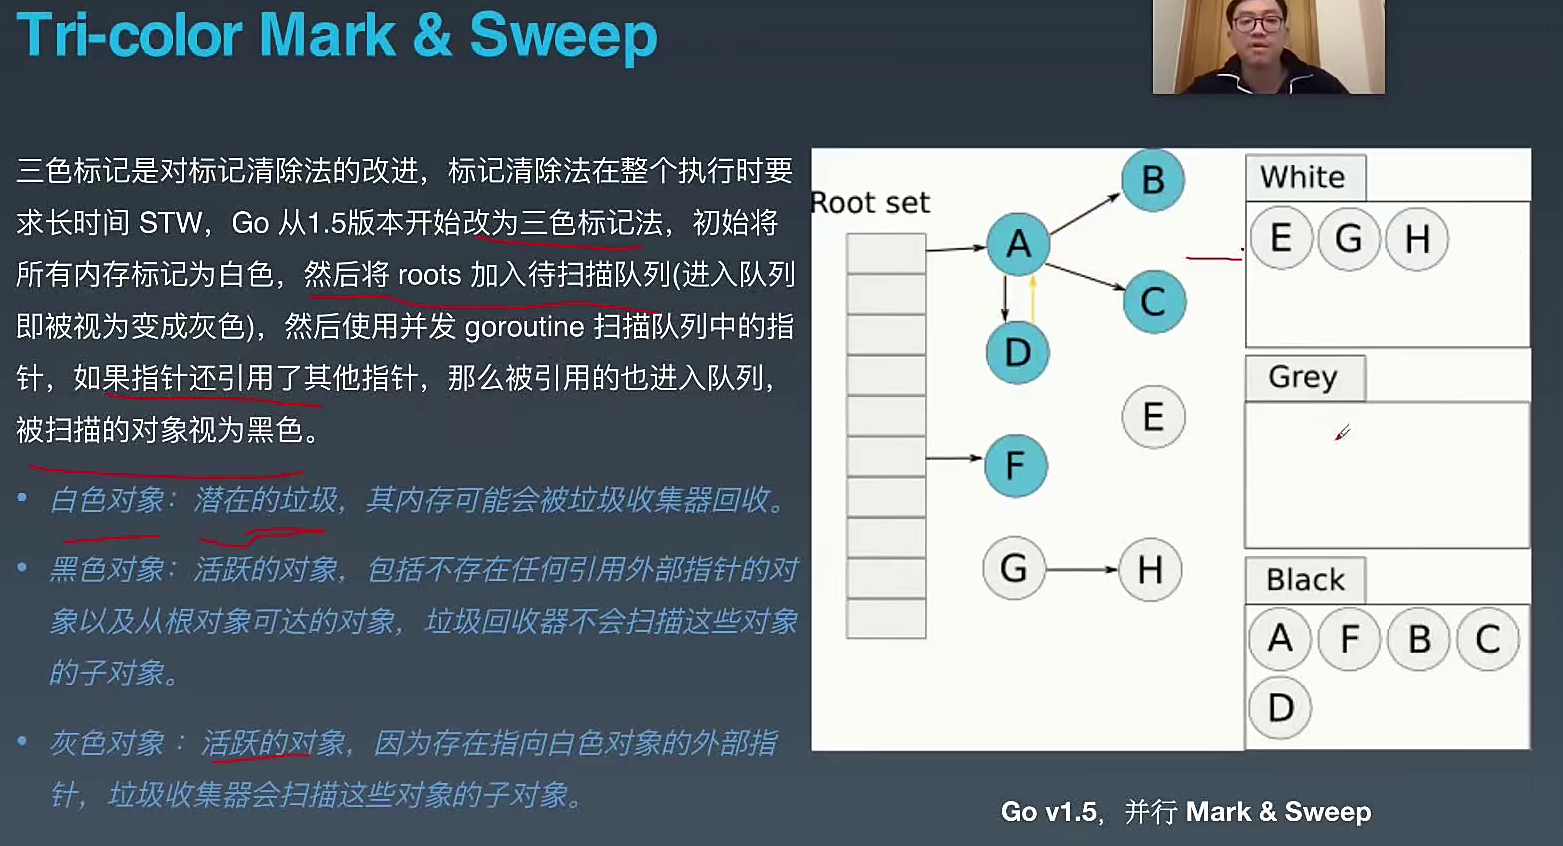 Tri-color Mark & Sweep
三色标记是对标记清除法的改进，标记清除法在整个执行时要
求长时间 STW，Go 从1.5版本开始改为三色标记法，初始将
所有内存标记为白色，然后将 roots 加入待扫描队列(进入队列
即被视为变成灰色)，然后使用并发 goroutine 扫描队列中的指
针，如果指针还引用了其他指针，那么被引用的也进入队列，
被扫描的对象视为黑色。
• 白色对象：潜在的垃圾，其内存可能会被垃圾收集器回收。
• 黑色对象：活跃的对象，包括不存在任何引用外部指针的对
象以及从根对象可达的对象，垃圾回收器不会扫描这些对象
的子对象。
• 灰色对象 ：活跃的对象，因为存在指向白色对象的外部指
针，垃圾收集器会扫描这些对象的子对象。
Root set
B
A
C
D
E
F
G
H
White
E G H
Grey
Black
A F B C
D
Go v1.5，并行 Mark & Sweep